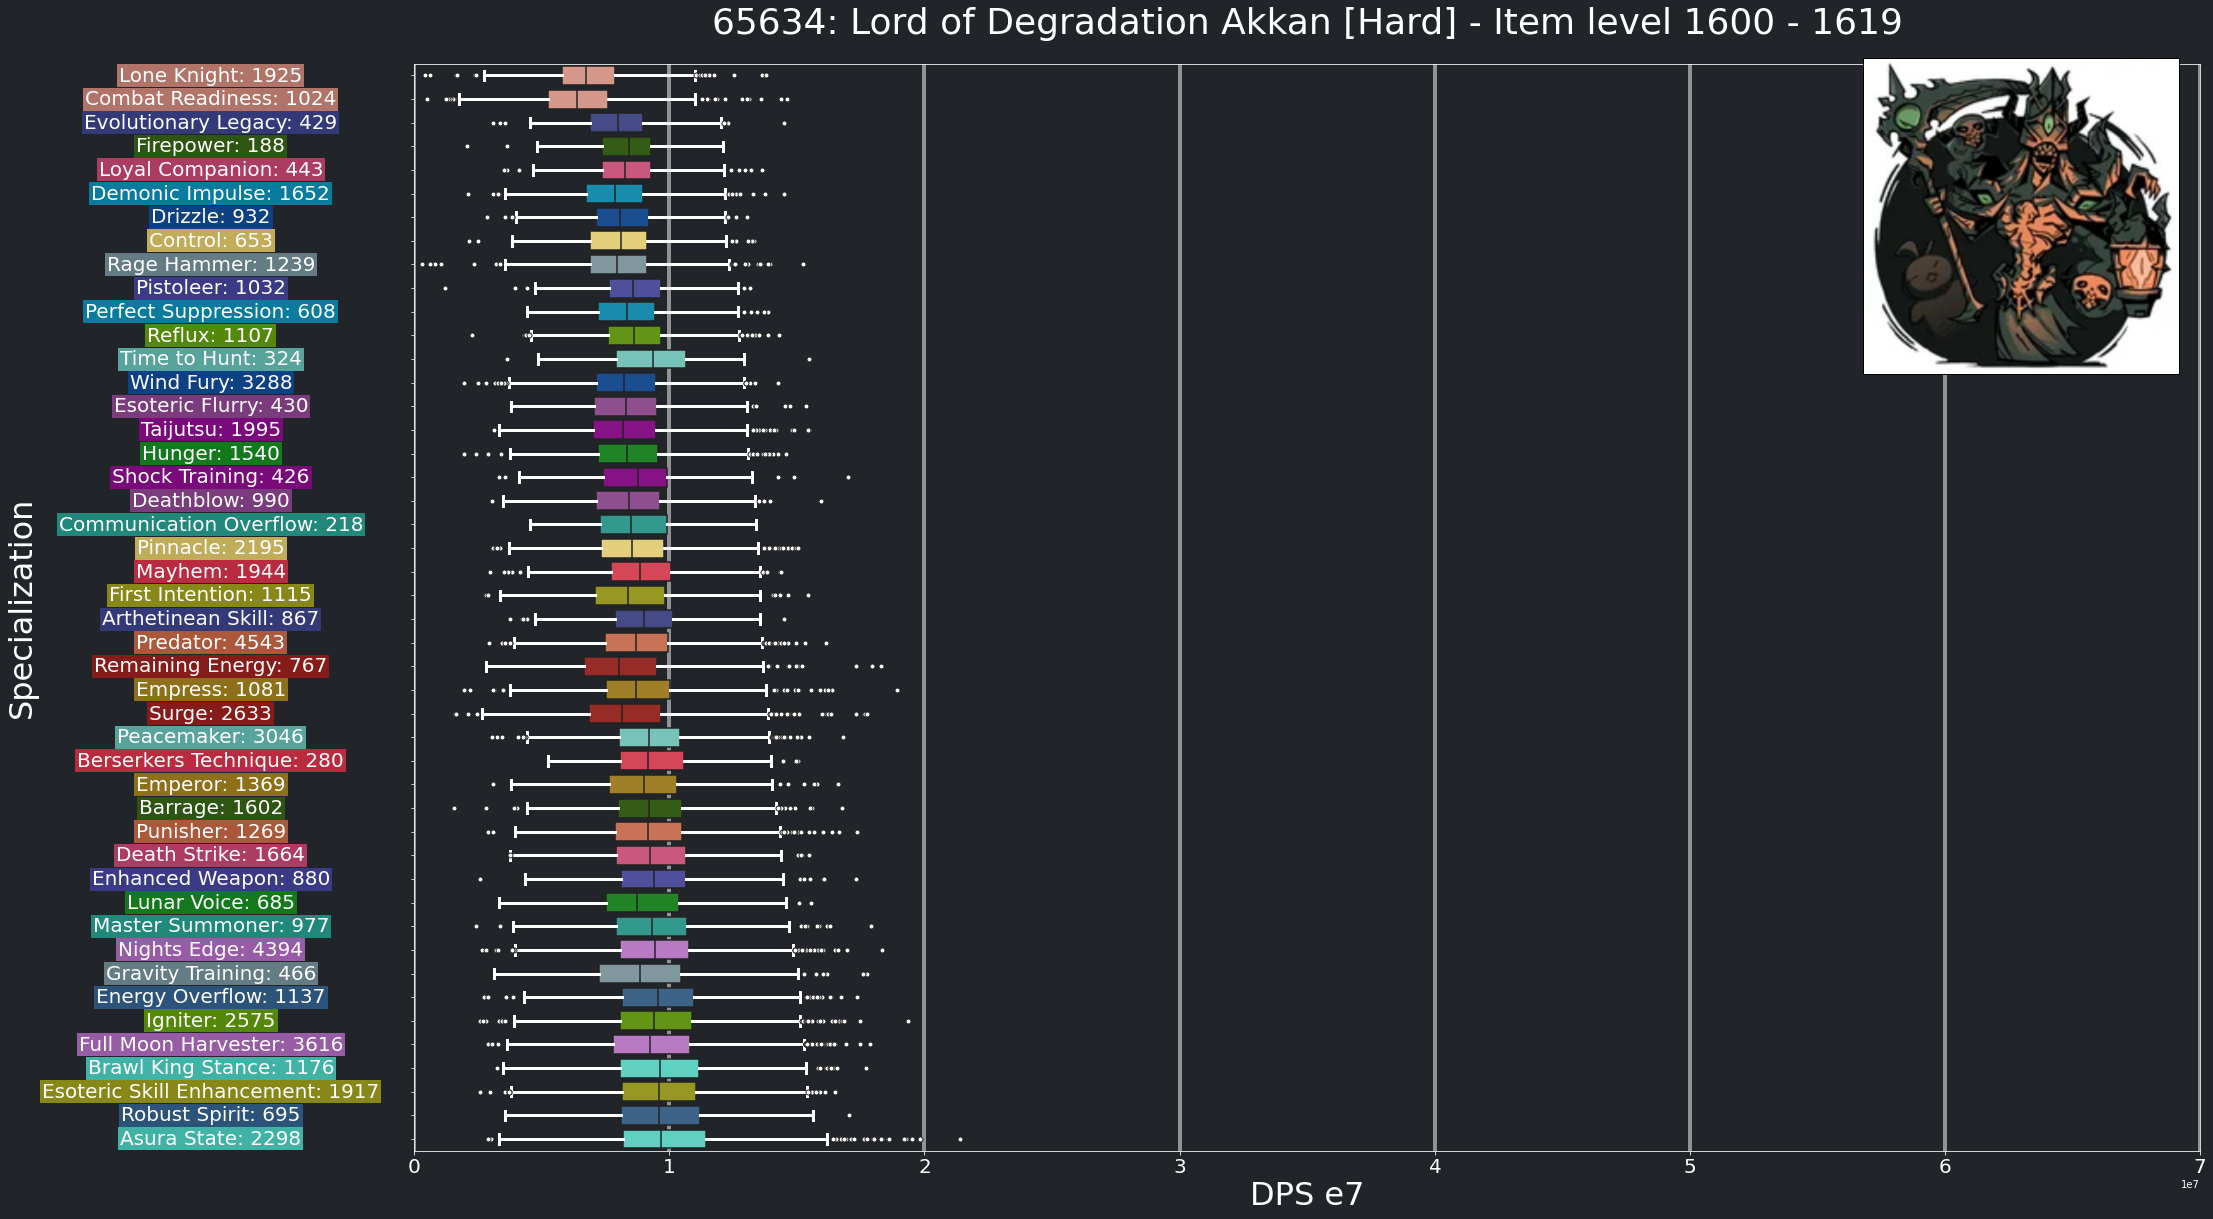 65634: Lord of Degradation Akkan [Hard] - Item level 1600 - 1619
Specialization
Lone Knight: 1925
Combat Readiness: 1024
Evolutionary Legacy: 429
Firepower: 188
Loyal Companion: 443
Demonic Impulse: 1652
Drizzle: 932
Control: 653
Rage Hammer: 1239
Pistoleer: 1032
Perfect Suppression: 608
Reflux: 1107
Time to Hunt: 324
Wind Fury: 3288
Esoteric Flurry: 430
Taijutsu: 1995
Hunger: 1540
Shock Training: 426
Deathblow: 990
Communication Overflow: 218
Pinnacle: 2195
Mayhem: 1944
First Intention: 1115
Arthetinean Skill: 867
Predator: 4543
Remaining Energy: 767
Empress: 1081
Surge: 2633
Peacemaker: 3046
Berserkers Technique: 280
Emperor: 1369
Barrage: 1602
Punisher: 1269
Death Strike: 1664
Enhanced Weapon: 880
Lunar Voice: 685
Master Summoner: 977
Nights Edge: 4394
Gravity Training: 466
Energy Overflow: 1137
Igniter: 2575
Full Moon Harvester: 3616
Brawl King Stance: 1176
Esoteric Skill Enhancement: 1917
Robust Spirit: 695
Asura State: 2298
0 1 2 3 4 5 6 7
1e7
DPS e7